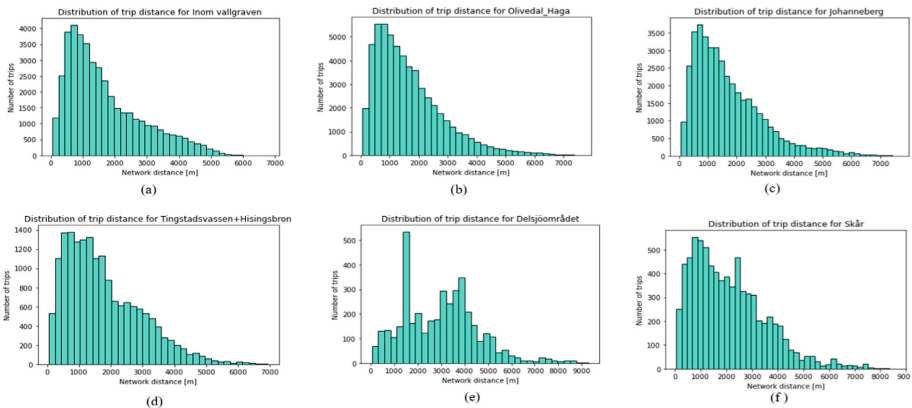 Distribution of trip distance for Inom vallgraven
Number of trips
4000
3500
3000
2500
2000
1500
1000
500
0
0 1000 2000 3000 4000 5000 6000 7000
Network distance [m]
(a)
Distribution of trip distance for Olivedal_Haga
Number of trips
5000
4000
3000
2000
1000
0
0 1000 2000 3000 4000 5000 6000 7000
Network distance [m]
(b)
Distribution of trip distance for Johanneberg
Number of trips
3500
3000
2500
2000
1500
1000
500
0
0 1000 2000 3000 4000 5000 6000 7000
Network distance [m]
(c)
Distribution of trip distance for Tingstadsvassen+Hisingsbron
Number of trips
1400
1200
1000
800
600
400
200
0
0 1000 2000 3000 4000 5000 6000 7000
Network distance [m]
(d)
Distribution of trip distance for Delsjöområdet
Number of trips
500
400
300
200
100
0
0 1000 2000 3000 4000 5000 6000 7000 8000 9000
Network distance [m]
(e)
Distribution of trip distance for Skår
Number of trips
500
400
300
200
100
0
0 1000 2000 3000 4000 5000 6000 7000 8000 900
Network distance [m]
(f )